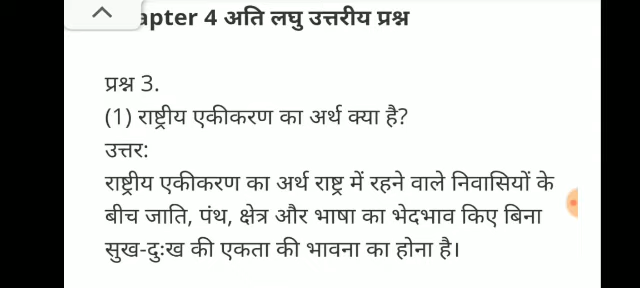 apter 4 अति लघु उत्तरीय प्रश्न
प्रश्न 3.
(1) राष्ट्रीय एकीकरण का अर्थ क्या है?
उत्तर:
राष्ट्रीय एकीकरण का अर्थ राष्ट्र में रहने वाले निवासियों के
बीच जाति, पंथ, क्षेत्र और भाषा का भेदभाव किए बिना
सुख-दुःख की एकता की भावना का होना है।